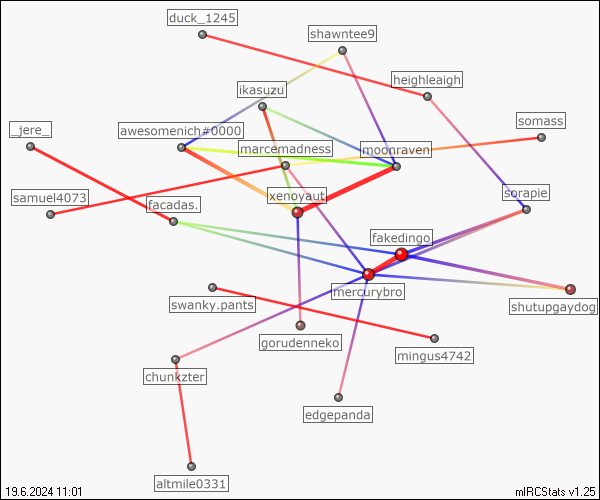 duck_1245
shawntee9
heighleaigh
ikasuzu
somass
_jere_
awesomenich#0000
marcemadness
moonraven
samuel4073
xenoyaut
sorapie
facadas.
fakedingo
mercurybro
swanky.pants
shutupgaydog
gorudenneko
mingus4742
chunkzter
edgepanda
altmile0331
19.6.2024 11:01
mIRCStats v1.25